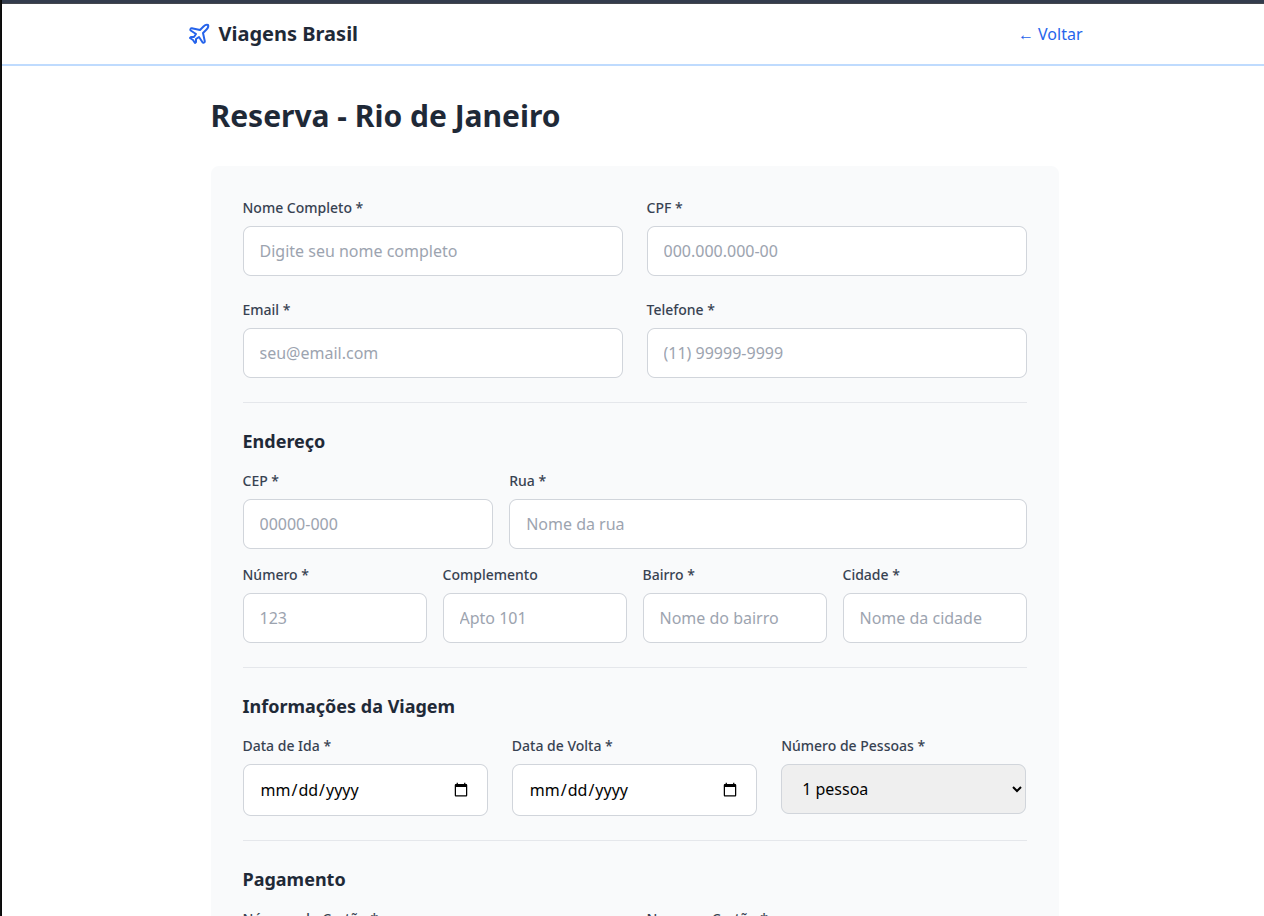 Viagens Brasil
← Voltar
Reserva - Rio de Janeiro
Nome Completo * CPF *
Digite seu nome completo 000.000.000-00
Email * Telefone *
seu@email.com (11) 99999-9999
Endereço
CEP * Rua *
00000-000 Nome da rua
Número * Complemento Bairro * Cidade *
123 Apto 101 Nome do bairro Nome da cidade
Informações da Viagem
Data de Ida * Data de Volta * Número de Pessoas *
mm/dd/yyyy mm/dd/yyyy 1 pessoa
Pagamento